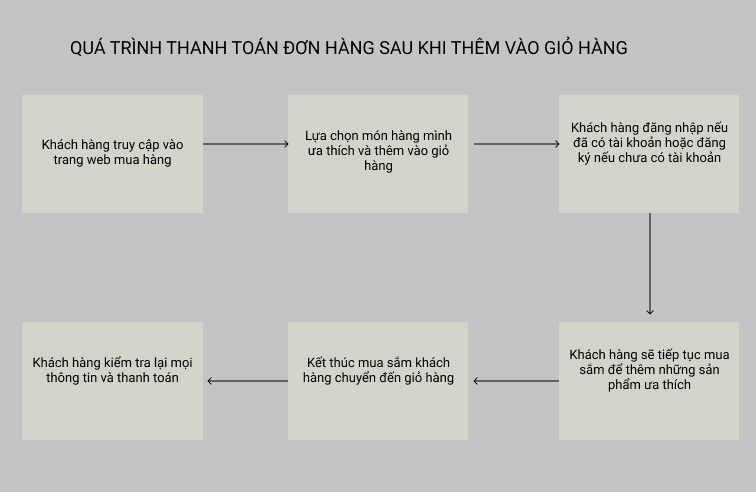 QUÁ TRÌNH THANH TOÁN ĐƠN HÀNG SAU KHI THÊM VÀO GIỎ HÀNG
Khách hàng truy cập vào
trang web mua hàng
Lựa chọn món hàng mình
ưa thích và thêm vào giỏ
hàng
Khách hàng đăng nhập nếu
đã có tài khoản hoặc đăng
ký nếu chưa có tài khoản
Khách hàng sẽ tiếp tục mua
sắm để thêm những sản
phẩm ưa thích
Kết thúc mua sắm khách
hàng chuyển đến giỏ hàng
Khách hàng kiểm tra lại mọi
thông tin và thanh toán